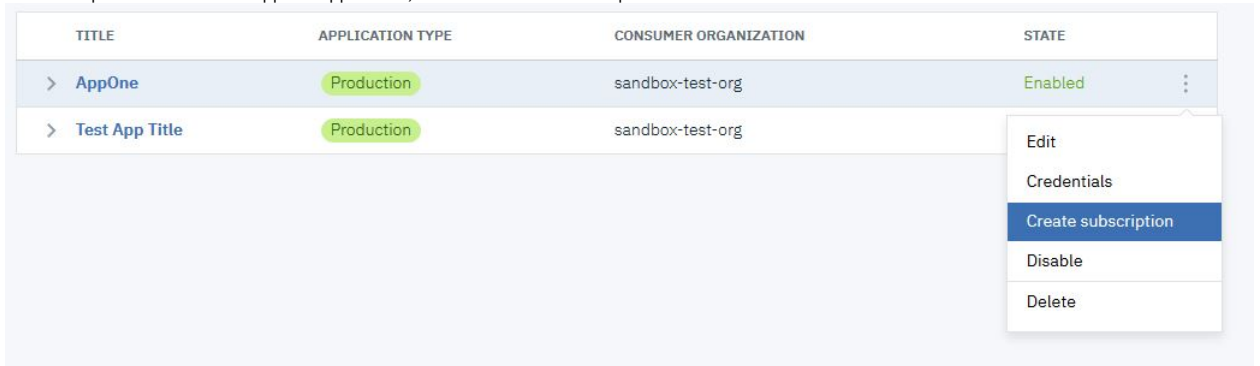 TITLE APPLICATION TYPE CONSUMER ORGANIZATION STATE
AppOne Production sandbox-test-org Enabled
Test App Title Production sandbox-test-org
Edit
Credentials
Create subscription
Disable
Delete